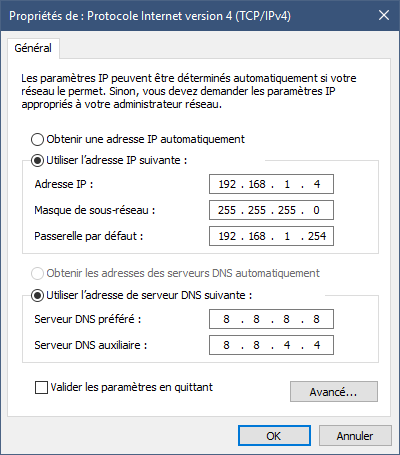 Propriétés de : Protocole Internet version 4 (TCP/IPv4)
Général
Les paramètres IP peuvent être déterminés automatiquement si votre
réseau le permet. Sinon, vous devez demander les paramètres IP
appropriés à votre administrateur réseau.
Obtenir une adresse IP automatiquement
Utiliser l'adresse IP suivante :
Adresse IP : 192 . 168 . 1 . 4
Masque de sous-réseau : 255 . 255 . 255 . 0
Passerelle par défaut : 192 . 168 . 1 . 254
Obtenir les adresses des serveurs DNS automatiquement
Utiliser l'adresse de serveur DNS suivante :
Serveur DNS préféré : 8 . 8 . 8 . 8
Serveur DNS auxiliaire : 8 . 8 . 4 . 4
Valider les paramètres en quittant
Avancé...
OK Annuler